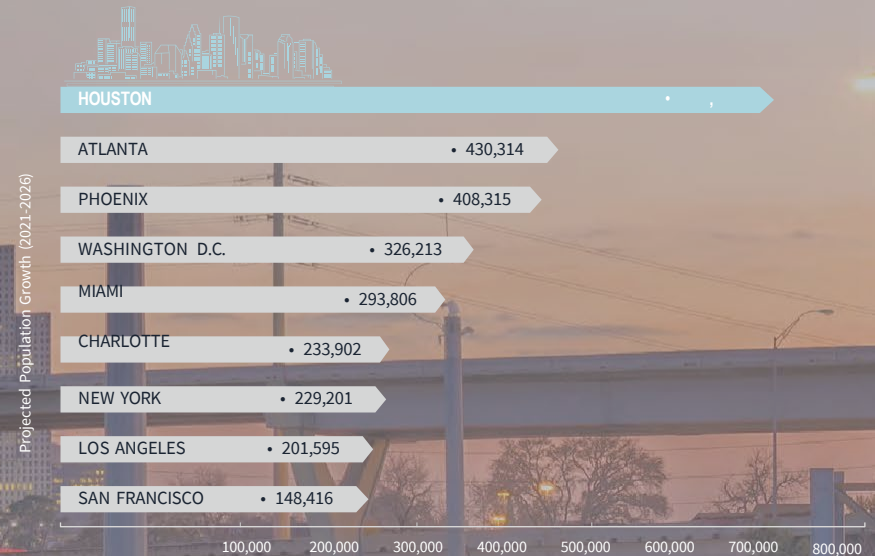 HOUSTON • ,
ATLANTA • 430,314
PHOENIX • 408,315
WASHINGTON D.C. • 326,213
MIAMI • 293,806
CHARLOTTE • 233,902
NEW YORK • 229,201
LOS ANGELES • 201,595
SAN FRANCISCO • 148,416
Projected Population Growth (2021-2026)
100,000 200,000 300,000 400,000 500,000 600,000 700,000 800,000